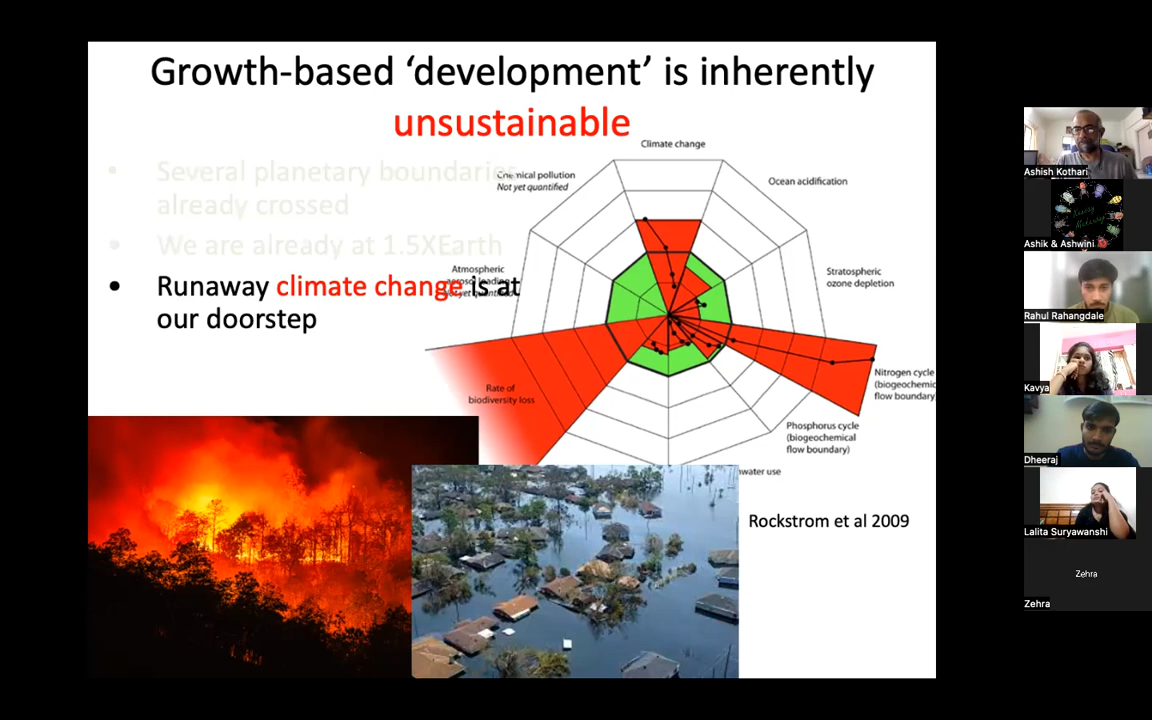 Growth-based ‘development’ is inherently
unsustainable
• Several planetary boundaries
already crossed
• We are already at 1.5XEarth
• Runaway climate change is at
our doorstep
Climate change
Chemical pollution
Not yet quantified
Ocean acidification
Atmospheric
aerosol loading
Not yet quantified
Stratospheric
ozone depletion
Rate of
biodiversity loss
Nitrogen cycle
(biogeochemic
flow boundary
Phosphorus cycle
(biogeochemical
flow boundary)
water use
Rockstrom et al 2009
Ashish Kothari
Ashik & Ashwini
Rahul Rahangdale
Kavya
Dheeraj
Lalita Suryawanshi
Zehra
Zehra